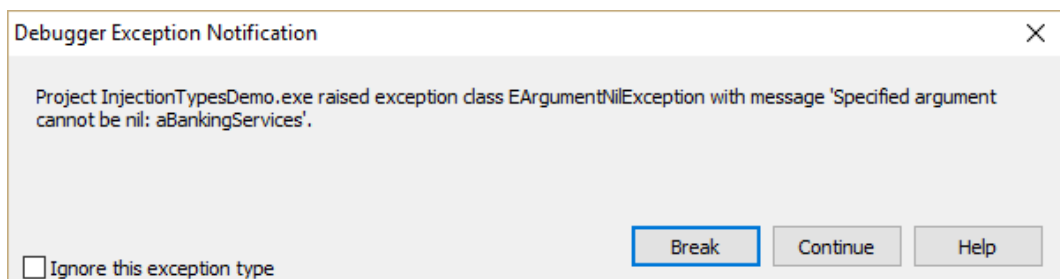 Debugger Exception Notification
Project InjectionTypesDemo.exe raised exception class EArgumentNilException with message 'Specified argument
cannot be nil: aBankingServices'.
Break Continue Help
Ignore this exception type